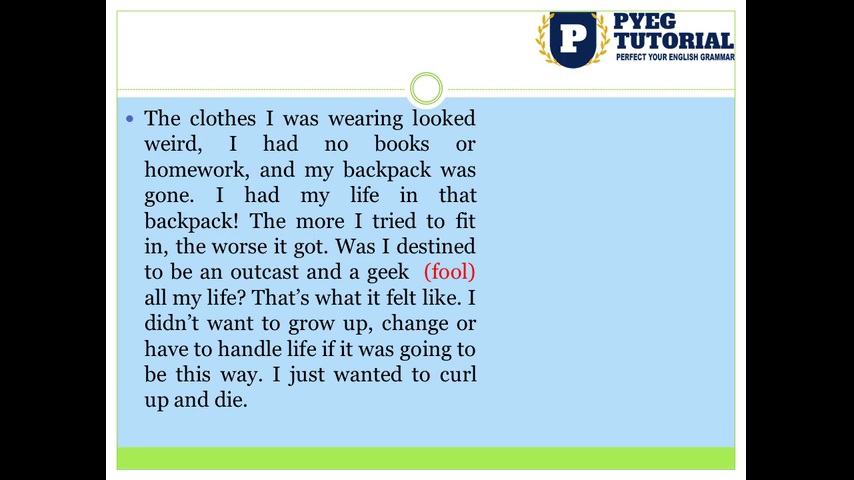 PYEG
TUTORIAL
PERFECT YOUR ENGLISH GRAMMAR
P
• The clothes I was wearing looked
weird, I had no books or
homework, and my backpack was
gone. I had my life in that
backpack! The more I tried to fit
in, the worse it got. Was I destined
to be an outcast and a geek (fool)
all my life? That’s what it felt like. I
didn’t want to grow up, change or
have to handle life if it was going to
be this way. I just wanted to curl
up and die.